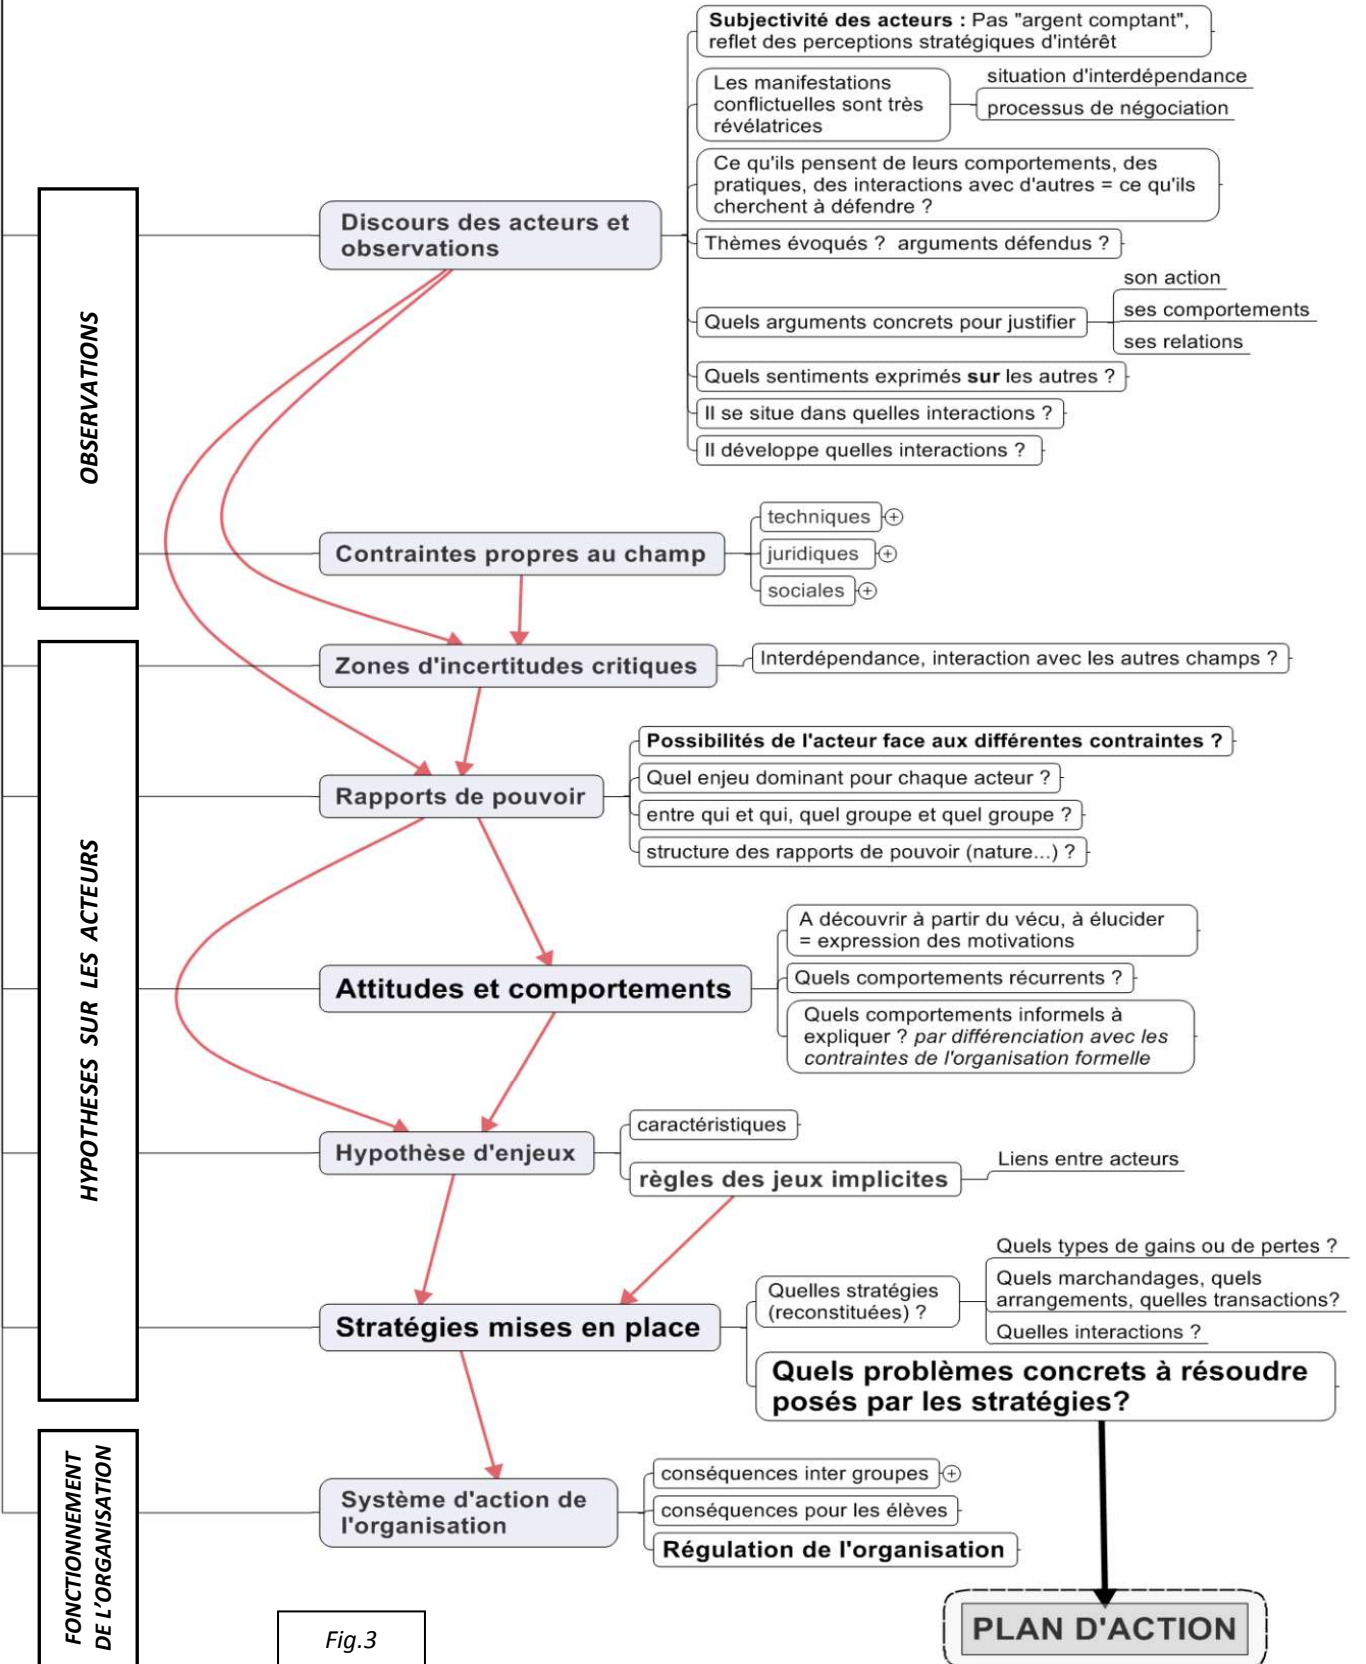 Subjectivité des acteurs : Pas "argent comptant",
reflet des perceptions stratégiques d'intérêt
Les manifestations
conflictuelles sont très
révélatrices
situation d'interdépendance
processus de négociation
Ce qu'ils pensent de leurs comportements, des
pratiques, des interactions avec d'autres = ce qu'ils
cherchent à défendre ?
OBSERVATIONS
Discours des acteurs et
observations
Thèmes évoqués ? arguments défendus ?
Quels arguments concrets pour justifier
son action
ses comportements
ses relations
Quels sentiments exprimés sur les autres ?
Il se situe dans quelles interactions ?
Il développe quelles interactions ?
Contraintes propres au champ
techniques
juridiques
sociales
HYPOTHESES SUR LES ACTEURS
Zones d'incertitudes critiques
Interdépendance, interaction avec les autres champs ?
Rapports de pouvoir
Possibilités de l'acteur face aux différentes contraintes ?
Quel enjeu dominant pour chaque acteur ?
entre qui et qui, quel groupe et quel groupe ?
structure des rapports de pouvoir (nature...) ?
Attitudes et comportements
A découvrir à partir du vécu, à élucider
= expression des motivations
Quels comportements récurrents ?
Quels comportements informels à
expliquer ? par différenciation avec les
contraintes de l'organisation formelle
Hypothèse d'enjeux
caractéristiques
règles des jeux implicites
Liens entre acteurs
Stratégies mises en place
Quelles stratégies
(reconstituées) ?
Quels types de gains ou de pertes ?
Quels marchandages, quels
arrangements, quelles transactions?
Quelles interactions ?
Quels problèmes concrets à résoudre
posés par les stratégies?
FONCTIONNEMENT
DE L'ORGANISATION
Système d'action de
l'organisation
conséquences inter groupes
conséquences pour les élèves
Régulation de l'organisation
Fig.3
PLAN D'ACTION